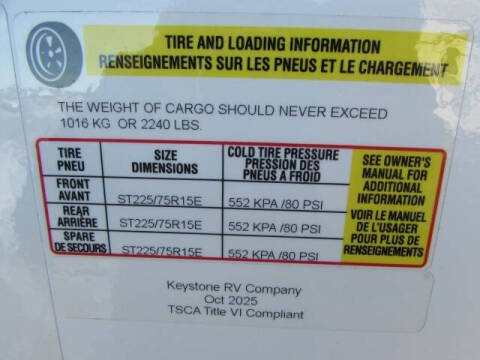 TIRE AND LOADING INFORMATION
RENSEIGNEMENTS SUR LES PNEUS ET LE CHARGEMENT
THE WEIGHT OF CARGO SHOULD NEVER EXCEED
1016 KG OR 2240 LBS.
TIRE
PNEU
SIZE
DIMENSIONS
COLD TIRE PRESSURE
PRESSION DES
PNEUS A FROID
SEE OWNER'S
MANUAL FOR
ADDITIONAL
INFORMATION
VOIR LE MANUEL
DE L'USAGER
POUR PLUS DE
RENSEIGNEMENTS
FRONT
AVANT
ST225/75R15E
552 KPA /80 PSI
REAR
ARRIÈRE
ST225/75R15E
552 KPA /80 PSI
SPARE
DE SECOURS
ST225/75R15E
552 KPA /80 PSI
Keystone RV Company
Oct 2025
TSCA Title VI Compliant